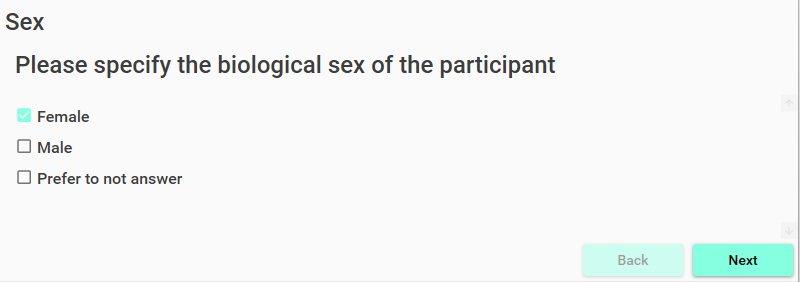 Sex
Please specify the biological sex of the participant
Female
Male
Prefer to not answer
Back
Next